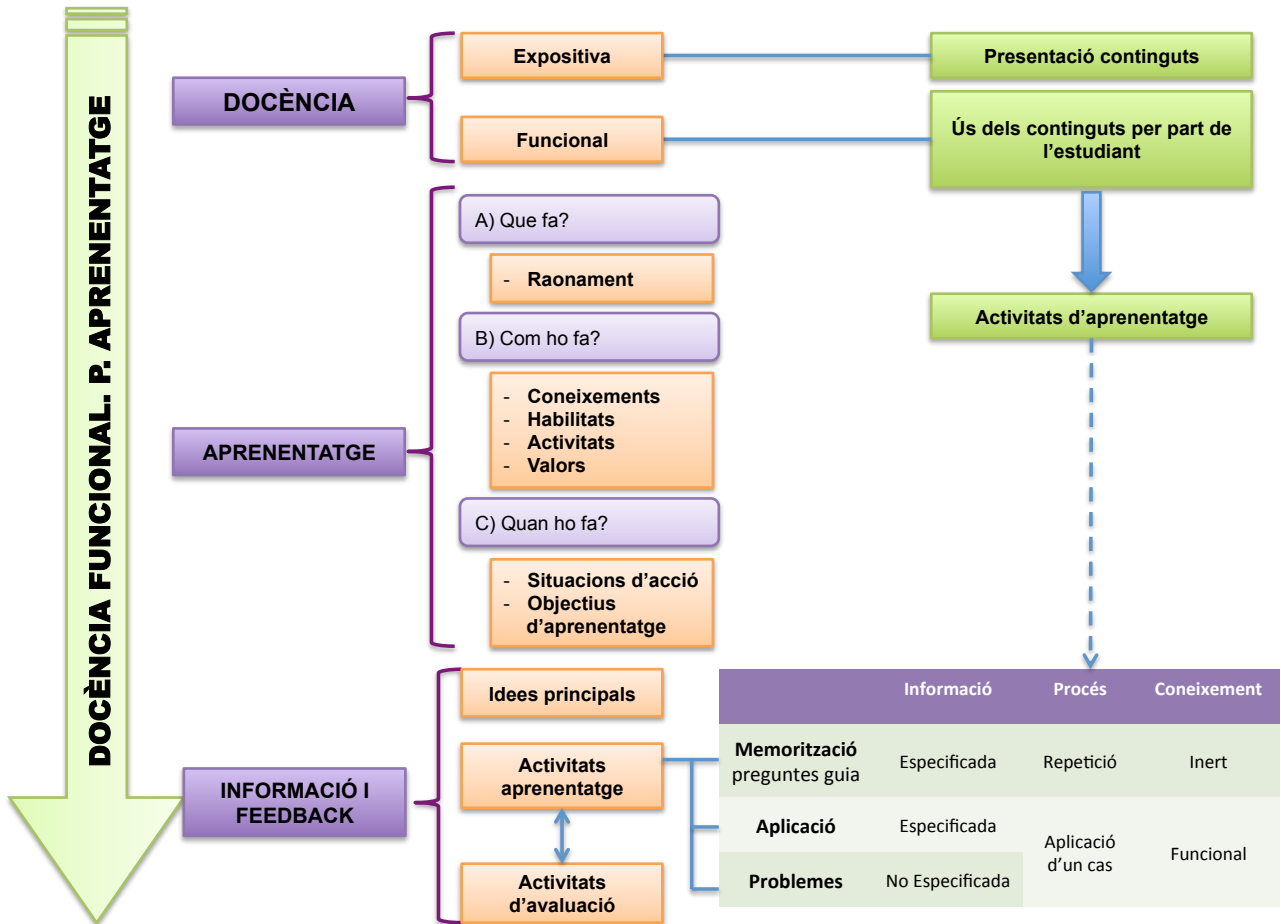 DOCÈNCIA FUNCIONAL. P. APRENENTATGE
DOCÈNCIA
Expositiva
Presentació continguts
Funcional
Ús dels continguts per part de
l'estudiant
Activitats d'aprenentatge
APRENENTATGE
A) Que fa?
- Raonament
B) Com ho fa?
- Coneixements
- Habilitats
- Activitats
- Valors
C) Quan ho fa?
- Situacions d'acció
- Objectius
d'aprenentatge
INFORMACIÓ I
FEEDBACK
Idees principals
Activitats
aprenentatge
Activitats
d'avaluació
Informació Procés Coneixement
Memorització
preguntes guia
Especificada Repetició Inert
Aplicació Especificada
Aplicació
d'un cas
Funcional
Problemes No Especificada